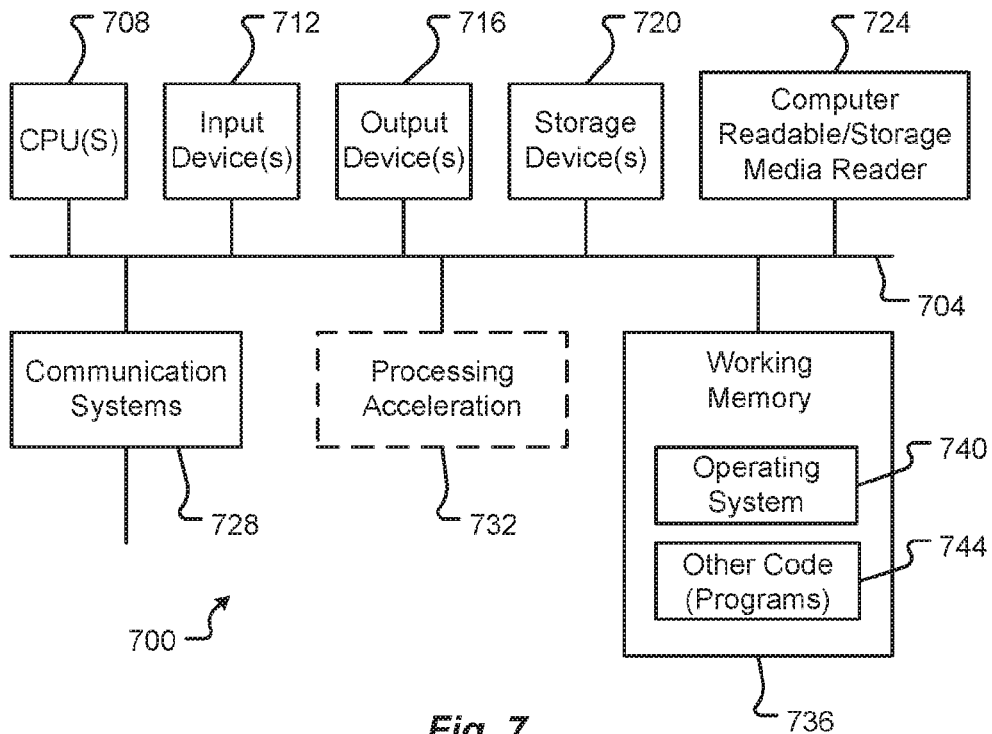 708
712
716
720
724
CPU(S)
Input
Device(s)
Output
Device(s)
Storage
Device(s)
Computer
Readable/Storage
Media Reader
704
Communication
Systems
728
Processing
Acceleration
732
Working
Memory
Operating
System
740
Other Code
(Programs)
744
700
736
Fig. 7